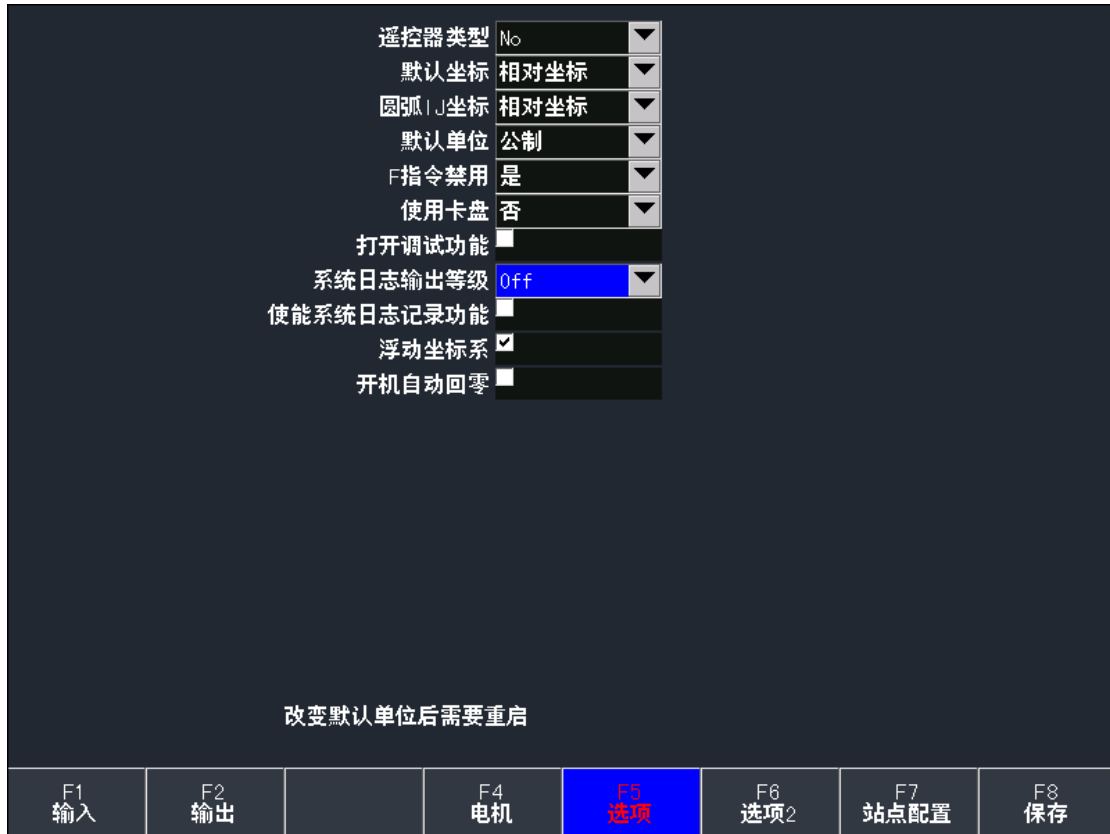 遥控器类型 No
默认坐标 相对坐标
圆弧IJ坐标 相对坐标
默认单位 公制
F指令禁用 是
使用卡盘 否
打开调试功能
系统日志输出等级 Off
使能系统日志记录功能
浮动坐标系
开机自动回零
改变默认单位后需要重启
F1 F2 F4 F5 F6 F7 F8
输入 输出 电机 选项 选项2 站点配置 保存